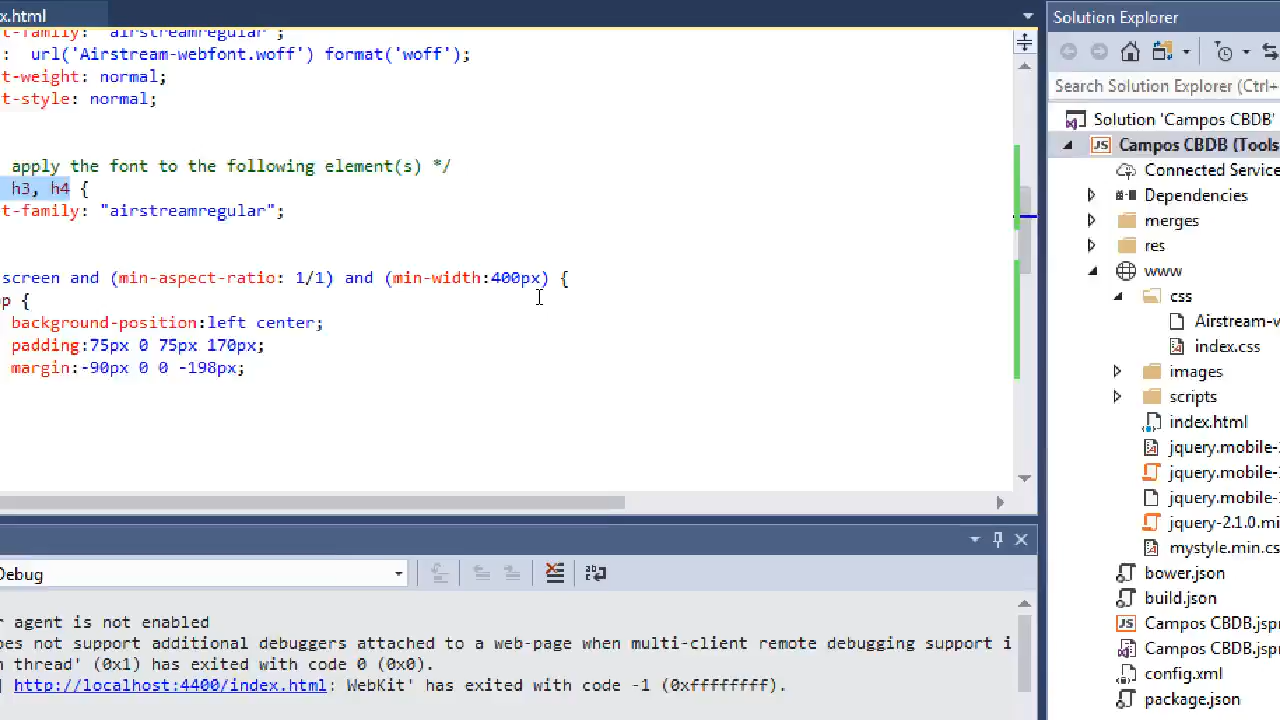 x.html
t-family: "airstreamregular";
: url('Airstream-webfont.woff') format('woff');
t-weight: normal;
t-style: normal;
apply the font to the following element(s) */
h3, h4 {
t-family: "airstreamregular";
screen and (min-aspect-ratio: 1/1) and (min-width:400px) {
p {
background-position:left center;
padding:75px 0 75px 170px;
margin:-90px 0 0 -198px;
Debug
r agent is not enabled
oes not support additional debuggers attached to a web-page when multi-client remote debugging support i
n thread' (0x1) has exited with code 0 (0x0).
http://localhost:4400/index.html: WebKit' has exited with code -1 (0xffffffff).
Solution Explorer
Search Solution Explorer (Ctrl+
Solution 'Campos CBDB'
Campos CBDB (Tools
Connected Service
Dependencies
merges
res
www
css
Airstream-w
index.css
images
scripts
index.html
jquery.mobile-
jquery.mobile-
jquery.mobile-
jquery-2.1.0.mi
mystyle.min.cs
bower.json
build.json
Campos CBDB.jspr
Campos CBDB.jspr
config.xml
package.json